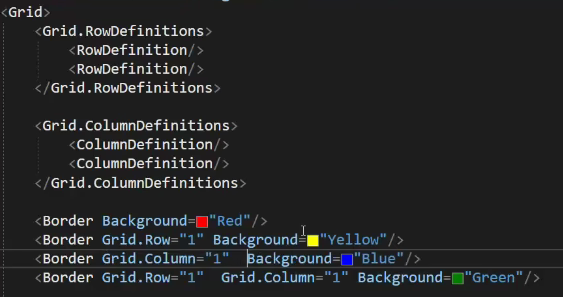 <Grid>
<Grid.RowDefinitions>
<RowDefinition/>
<RowDefinition/>
</Grid.RowDefinitions>
<Grid.ColumnDefinitions>
<ColumnDefinition/>
<ColumnDefinition/>
</Grid.ColumnDefinitions>
<Border Background="Red"/>
<Border Grid.Row="1" Background="Yellow"/>
<Border Grid.Column="1"  Background="Blue"/>
<Border Grid.Row="1"  Grid.Column="1" Background="Green"/>